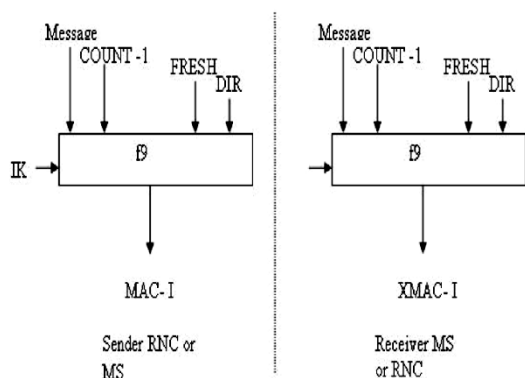 Message
COUNT -1
FRESH
DIR
f9
IK
MAC- I
Sender RNC or
MS
Message
COUNT -1
FRESH
DIR
f9
XMAC- I
Receiver MS
or RNC